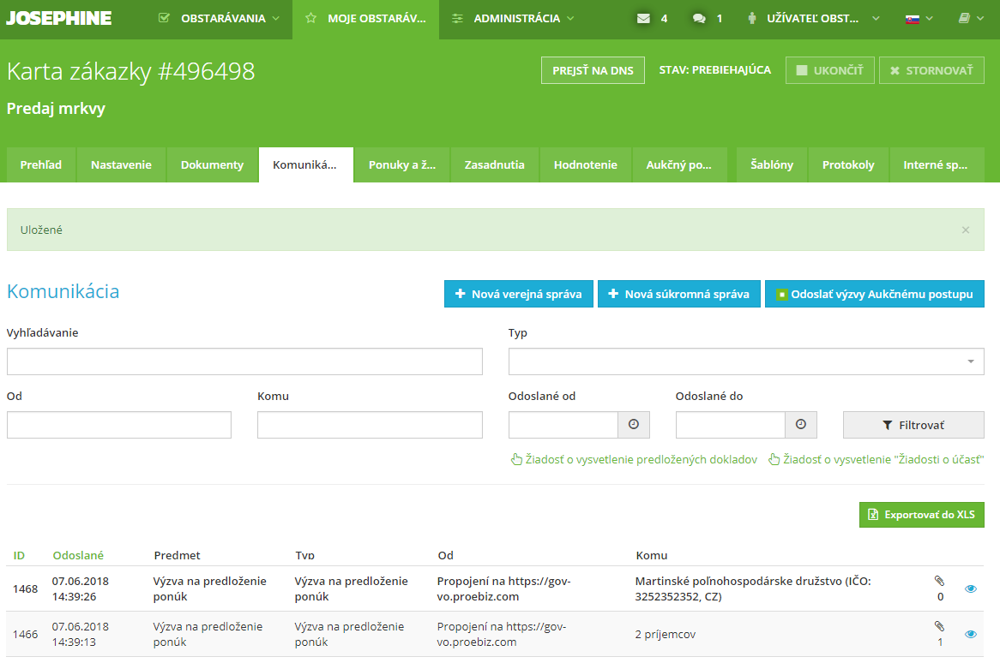 JOSEPHINE
OBSTARÁVANIA
MOJE OBSTARÁV...
ADMINISTRÁCIA
4
1
UŽÍVATEĽ OBST...
Karta zákazky #496498
PREJSŤ NA DNS
STAV: PREBIEHAJÚCA
UKONČIŤ
STORNOVAŤ
Predaj mrkvy
Prehľad
Nastavenie
Dokumenty
Komuniká...
Ponuky a ž...
Zasadnutia
Hodnotenie
Aukčný po...
Šablóny
Protokoly
Interné sp...
Uložené
Komunikácia
Nová verejná správa
Nová súkromná správa
Odoslať výzvy Aukčnému postupu
Vyhľadávanie
Typ
Od
Komu
Odoslané od
Odoslané do
Filtrovať
Žiadosť o vysvetlenie predložených dokladov
Žiadosť o vysvetlenie "Žiadosti o účasť"
Exportovať do XLS
ID
Odoslané
Predmet
Typ
Od
Komu
1468
07.06.2018
14:39:26
Výzva na predloženie
ponúk
Výzva na predloženie
ponúk
Propojení na https://gov-
vo.proebiz.com
Martinské poľnohospodárske družstvo (IČO:
3252352352, CZ)
0
1466
07.06.2018
14:39:13
Výzva na predloženie
ponúk
Výzva na predloženie
ponúk
Propojení na https://gov-
vo.proebiz.com
2 príjemcov
1